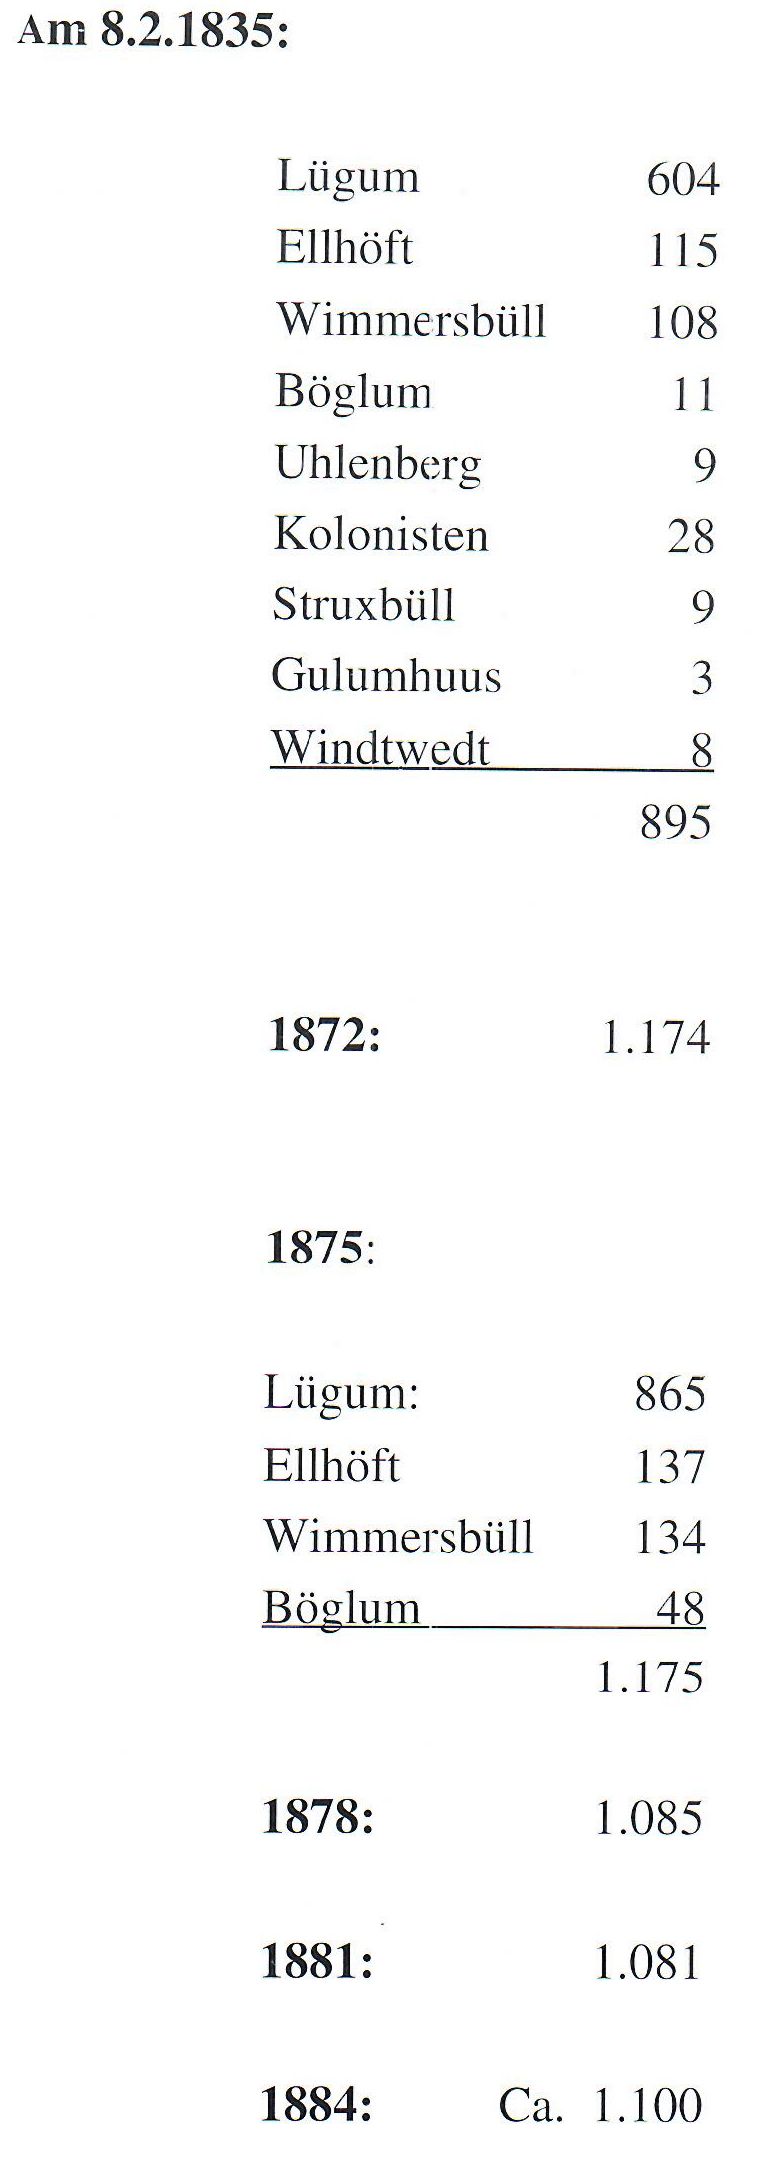 Am 8.2.1835:
Lügum 604
Ellhöft 115
Wimmersbüll 108
Böglum 11
Uhlenberg 9
Kolonisten 28
Struxbüll 9
Gulumhuus 3
Windtwedt 8
895
1872: 1.174
1875:
Lügum: 865
Ellhöft 137
Wimmersbüll 134
Böglum 48
1.175
1878: 1.085
1881: 1.081
1884: Ca. 1.100